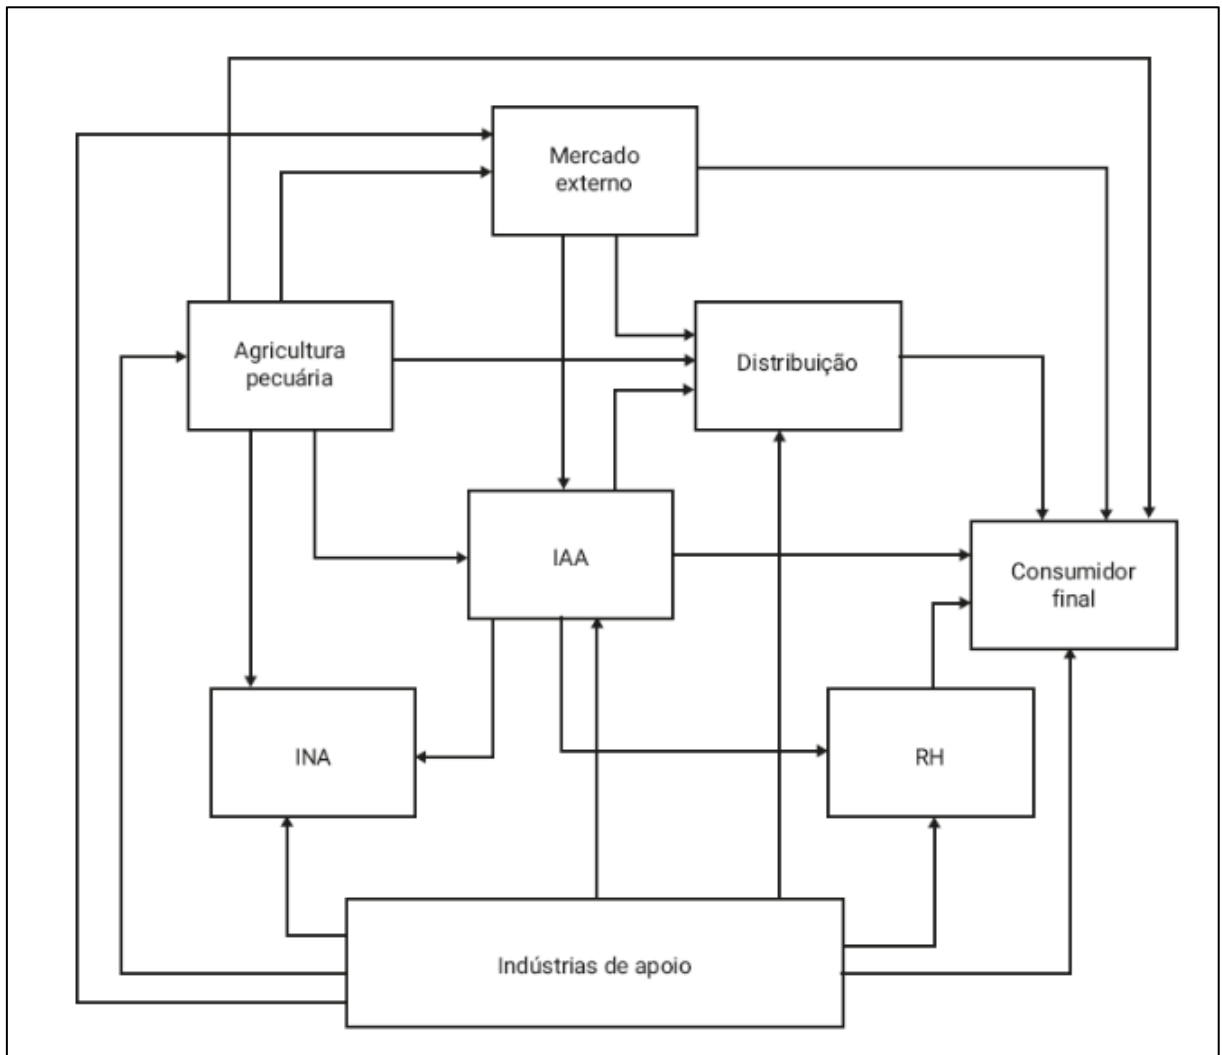 Mercado
externo
Agricultura
pecuária
Distribuição
IAA
Consumidor
final
INA
RH
Indústrias de apoio